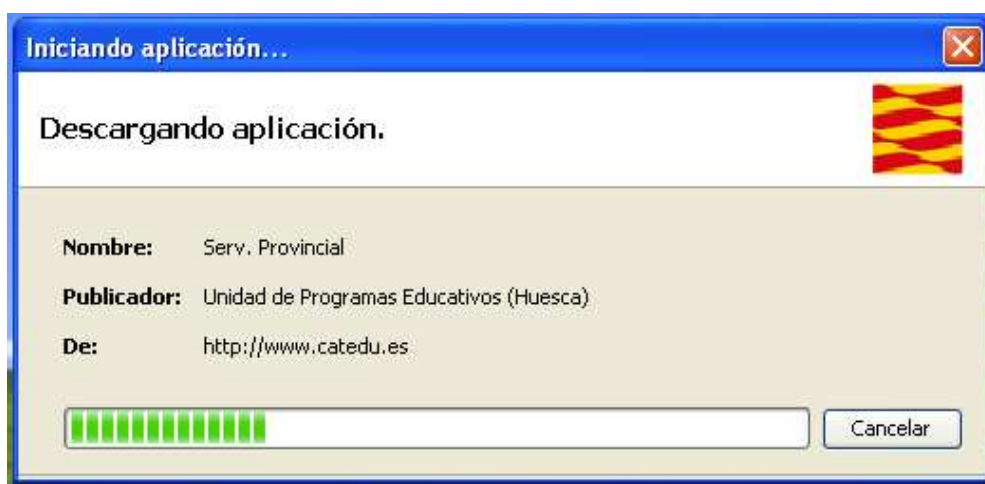 Iniciando aplicación...
Descargando aplicación.
Nombre: Serv. Provincial
Publicador: Unidad de Programas Educativos (Huesca)
De: http://www.catedu.es
Cancelar